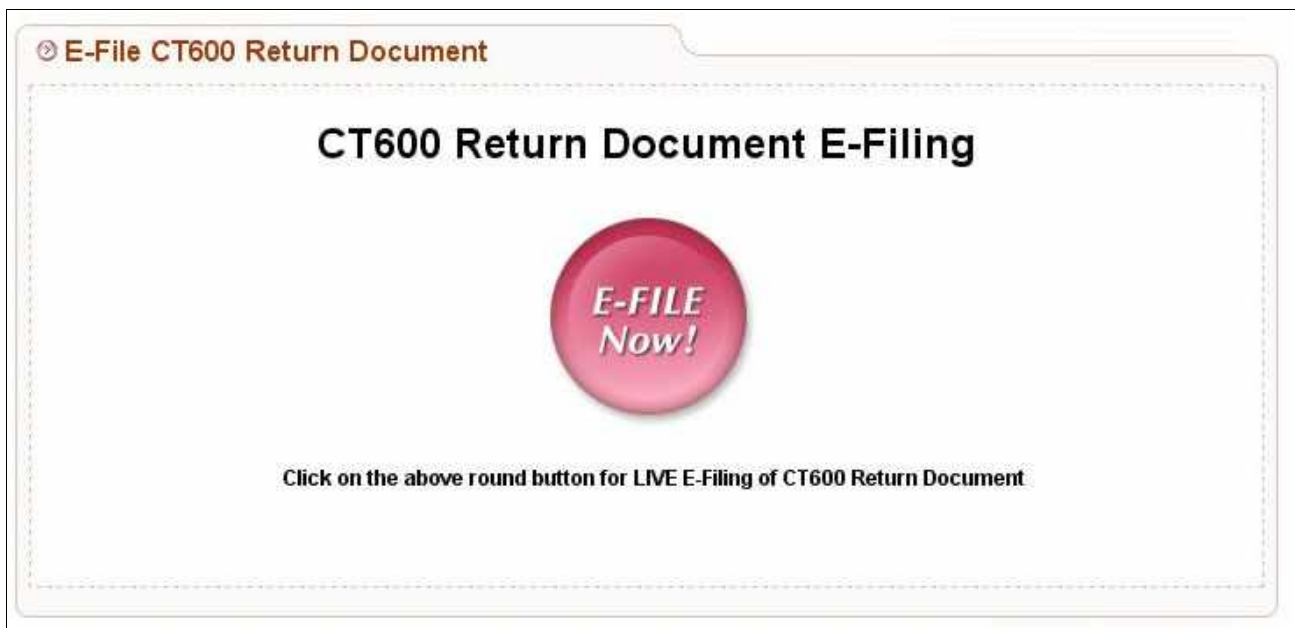 E-File CT600 Return Document
CT600 Return Document E-Filing
E-FILE
Now!
Click on the above round button for LIVE E-Filing of CT600 Return Document